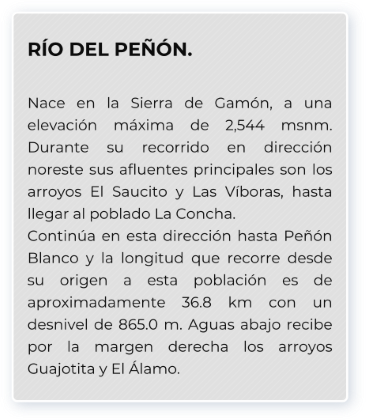 RÍO DEL PEÑÓN.
Nace en la Sierra de Gamón, a una
elevación máxima de 2,544 msnm.
Durante su recorrido en dirección
noreste sus afluentes principales son los
arroyos El Saucito y Las Víboras, hasta
llegar al poblado La Concha.
Continúa en esta dirección hasta Peñón
Blanco y la longitud que recorre desde
su origen a esta población es de
aproximadamente 36.8 km con un
desnivel de 865.0 m. Aguas abajo recibe
por la margen derecha los arroyos
Guajotita y El Álamo.